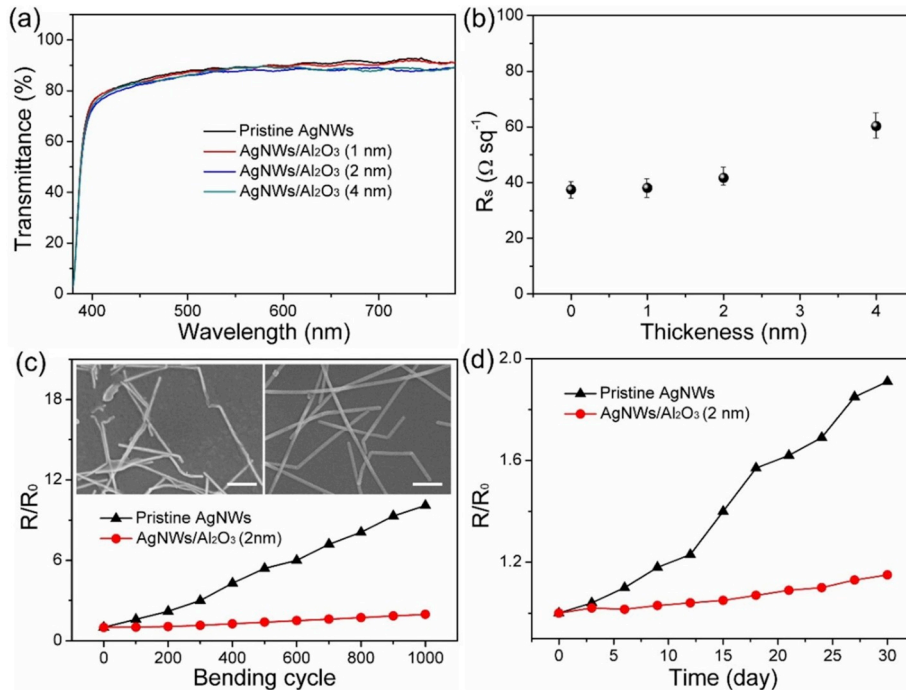 (a)
100
80
60
40
20
0
Transmittance (%)
Pristine AgNWs
AgNWs/Al₂O₃ (1 nm)
AgNWs/Al₂O₃ (2 nm)
AgNWs/Al₂O₃ (4 nm)
400 500 600 700
Wavelength (nm)
(b)
100
80
60
40
20
0
Rs (Ω sq⁻¹)
0 1 2 3 4
Thickeness (nm)
(c)
18
12
6
0
R/R₀
Pristine AgNWs
AgNWs/Al₂O₃ (2nm)
0 200 400 600 800 1000
Bending cycle
(d)
2.0
1.6
1.2
R/R₀
Pristine AgNWs
AgNWs/Al₂O₃ (2 nm)
0 5 10 15 20 25 30
Time (day)